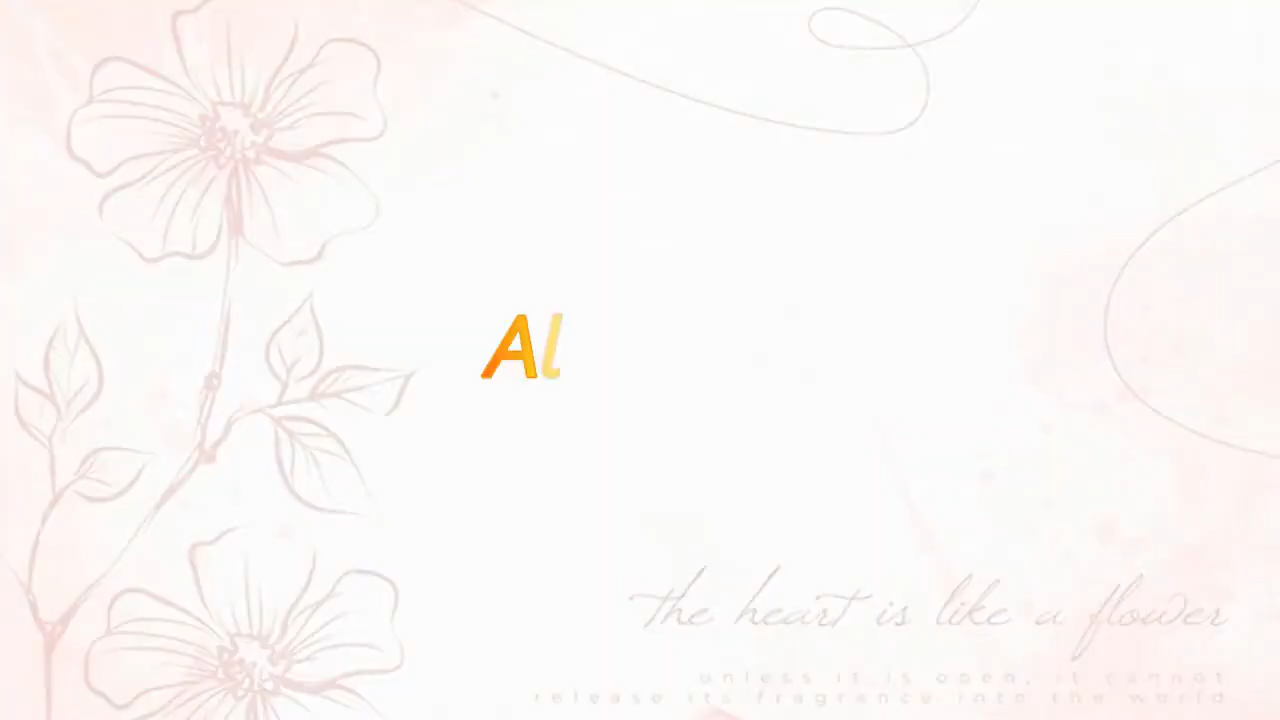 Al
the heart is like a flower
unless it is open, it cannot
release its fragrance into the world